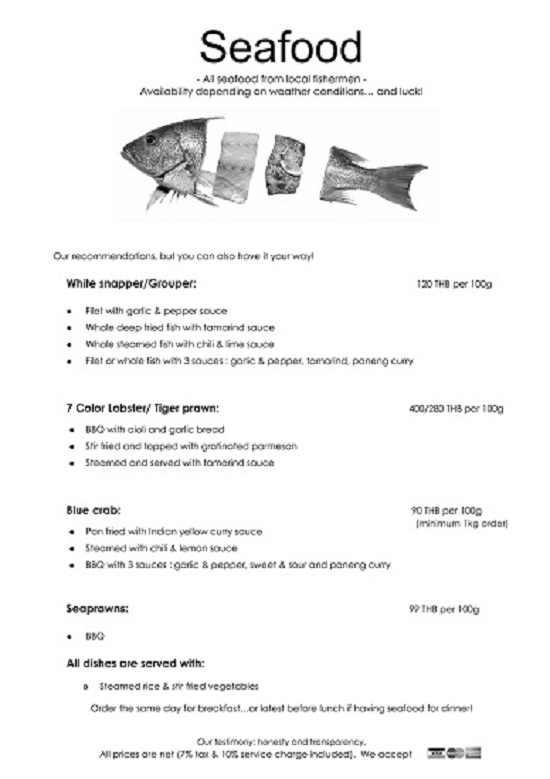 Seafood
- All seafood from local fishermen -
Availability depending on weather conditions... and luck!
Our recommendations, but you can also have it your way!
White snapper/Grouper: 120 THB per 100g
• Filet with garlic & pepper sauce
• Whole deep fried fish with tamarind sauce
• Whole steamed fish with chili & lime sauce
• Filet or whole fish with 3 sauces : garlic & pepper, tamarind, paneng curry
7 Color Lobster/ Tiger prawn: 400/280 THB per 100g
• BBQ with aioli and garlic bread
• Stir fried and topped with gratinated parmesan
• Steamed and served with tamarind sauce
Blue crab: 90 THB per 100g
(minimum 1kg order)
• Pan fried with Indian yellow curry sauce
• Steamed with chili & lemon sauce
• BBQ with 3 sauces : garlic & pepper, sweet & sour and paneng curry
Seaprawns: 99 THB per 100g
• BBQ
All dishes are served with:
o Steamed rice & stir fried vegetables
Order the same day for breakfast...or latest before lunch if having seafood for dinner!
Our testimony: honesty and transparency.
All prices are net (7% tax & 10% service charge included). We accept